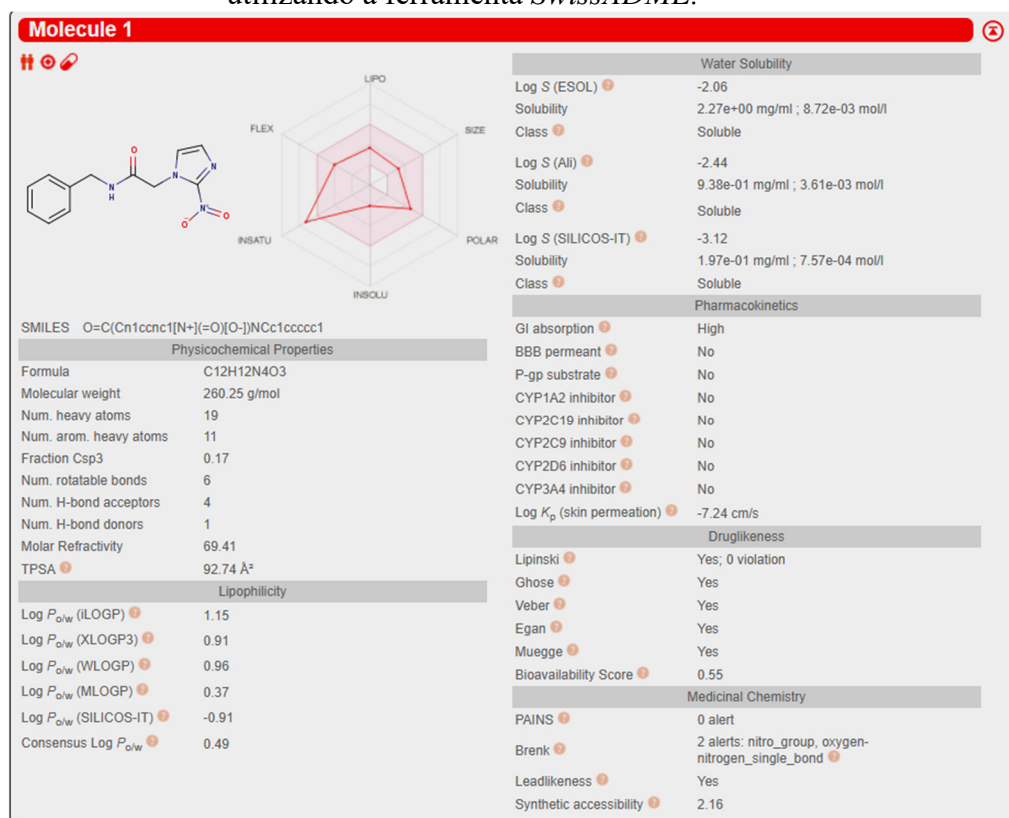 utilizando a ferramenta SwissADME.
Molecule 1
LIPO
FLEX
SIZE
INSATU
POLAR
INSOLU
O
N
H
N
N
N+
O-
O
SMILES O=C(Cn1ccnc1[N+](=O)[O-])NCc1ccccc1
Physicochemical Properties
Formula C12H12N4O3
Molecular weight 260.25 g/mol
Num. heavy atoms 19
Num. arom. heavy atoms 11
Fraction Csp3 0.17
Num. rotatable bonds 6
Num. H-bond acceptors 4
Num. H-bond donors 1
Molar Refractivity 69.41
TPSA ? 92.74 Å²
Lipophilicity
Log Po/w (iLOGP) ? 1.15
Log Po/w (XLOGP3) ? 0.91
Log Po/w (WLOGP) ? 0.96
Log Po/w (MLOGP) ? 0.37
Log Po/w (SILICOS-IT) ? -0.91
Consensus Log Po/w ? 0.49
Water Solubility
Log S (ESOL) ? -2.06
Solubility 2.27e+00 mg/ml ; 8.72e-03 mol/l
Class ? Soluble
Log S (Ali) ? -2.44
Solubility 9.38e-01 mg/ml ; 3.61e-03 mol/l
Class ? Soluble
Log S (SILICOS-IT) ? -3.12
Solubility 1.97e-01 mg/ml ; 7.57e-04 mol/l
Class ? Soluble
Pharmacokinetics
GI absorption ? High
BBB permeant ? No
P-gp substrate ? No
CYP1A2 inhibitor ? No
CYP2C19 inhibitor ? No
CYP2C9 inhibitor ? No
CYP2D6 inhibitor ? No
CYP3A4 inhibitor ? No
Log Kp (skin permeation) ? -7.24 cm/s
Druglikeness
Lipinski ? Yes; 0 violation
Ghose ? Yes
Veber ? Yes
Egan ? Yes
Muegge ? Yes
Bioavailability Score ? 0.55
Medicinal Chemistry
PAINS ? 0 alert
Brenk ? 2 alerts: nitro_group, oxygen-
nitrogen_single_bond ?
Leadlikeness ? Yes
Synthetic accessibility ? 2.16